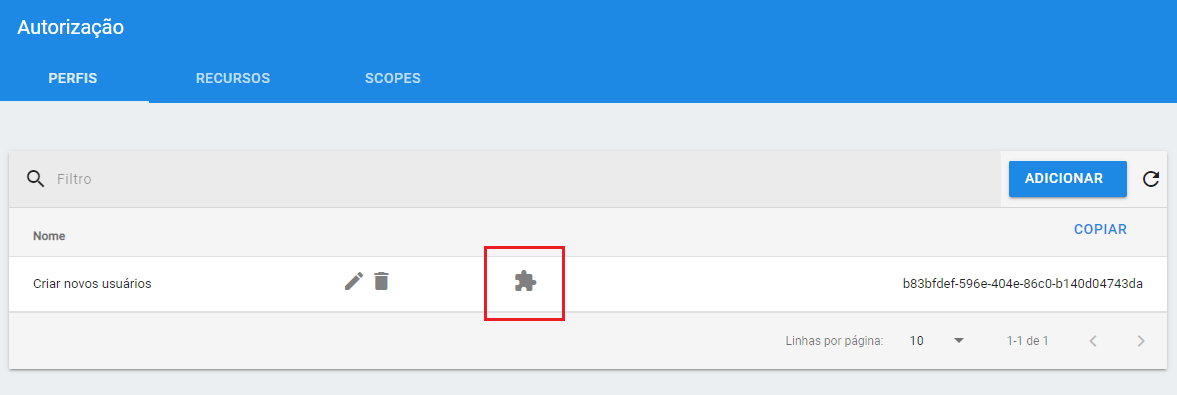 Autorização
PERFIS RECURSOS SCOPES
Filtro ADICIONAR
Nome COPIAR
Criar novos usuários b83bfdef-596e-404e-86c0-b140d04743da
Linhas por página: 10 1-1 de 1